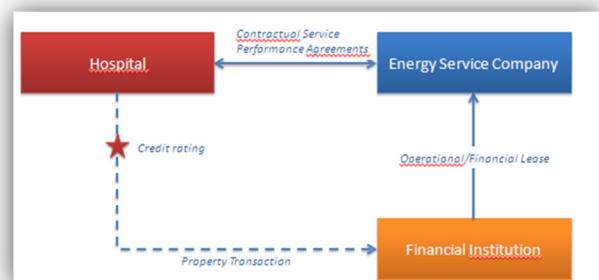 Contractual Service
Performance Agreements
Hospital
Energy Service Company
Credit rating
Operational/Financial Lease
Financial Institution
Property Transaction